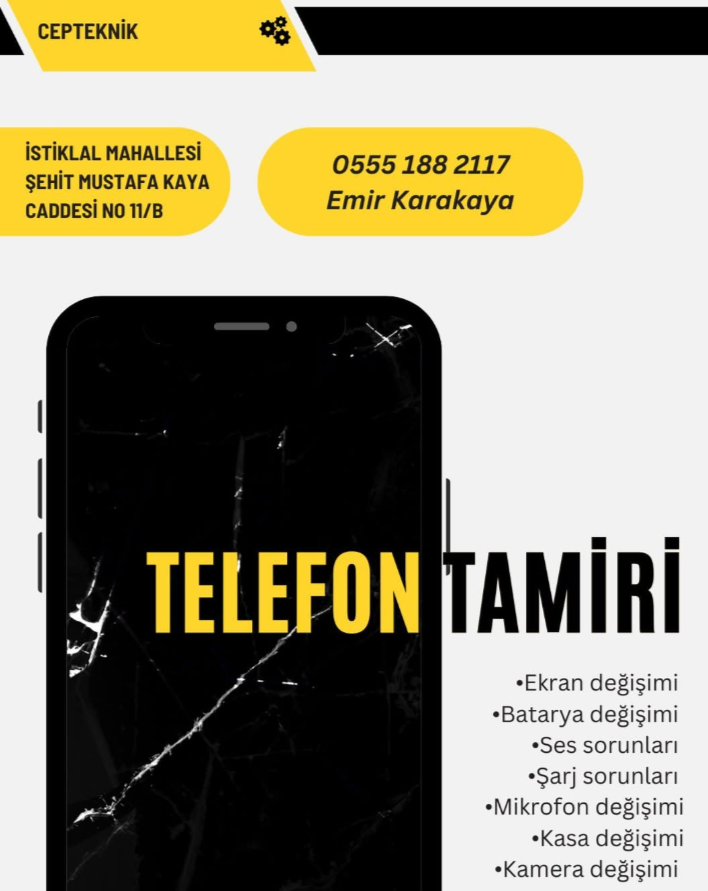 CEPTEKNİK
İSTİKLAL MAHALLESİ
ŞEHİT MUSTAFA KAYA
CADDESİ NO 11/B
0555 188 2117
Emir Karakaya
TELEFON TAMİRİ
•Ekran değişimi
•Batarya değişimi
•Ses sorunları
•Şarj sorunları
•Mikrofon değişimi
•Kasa değişimi
•Kamera değişimi